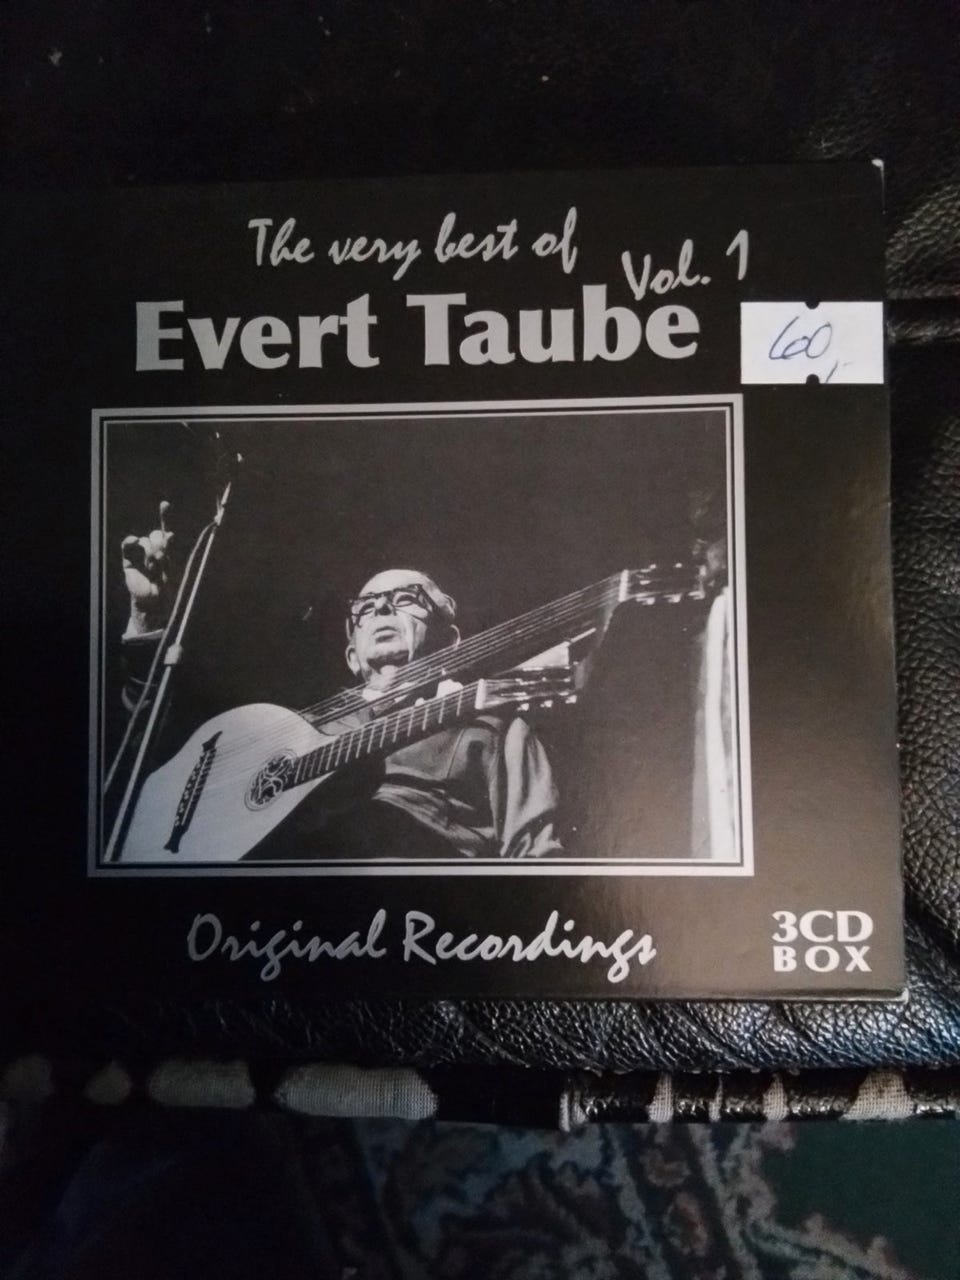 The very best of
Vol. 1
Evert Taube
60,-
Original Recordings
3CD
BOX